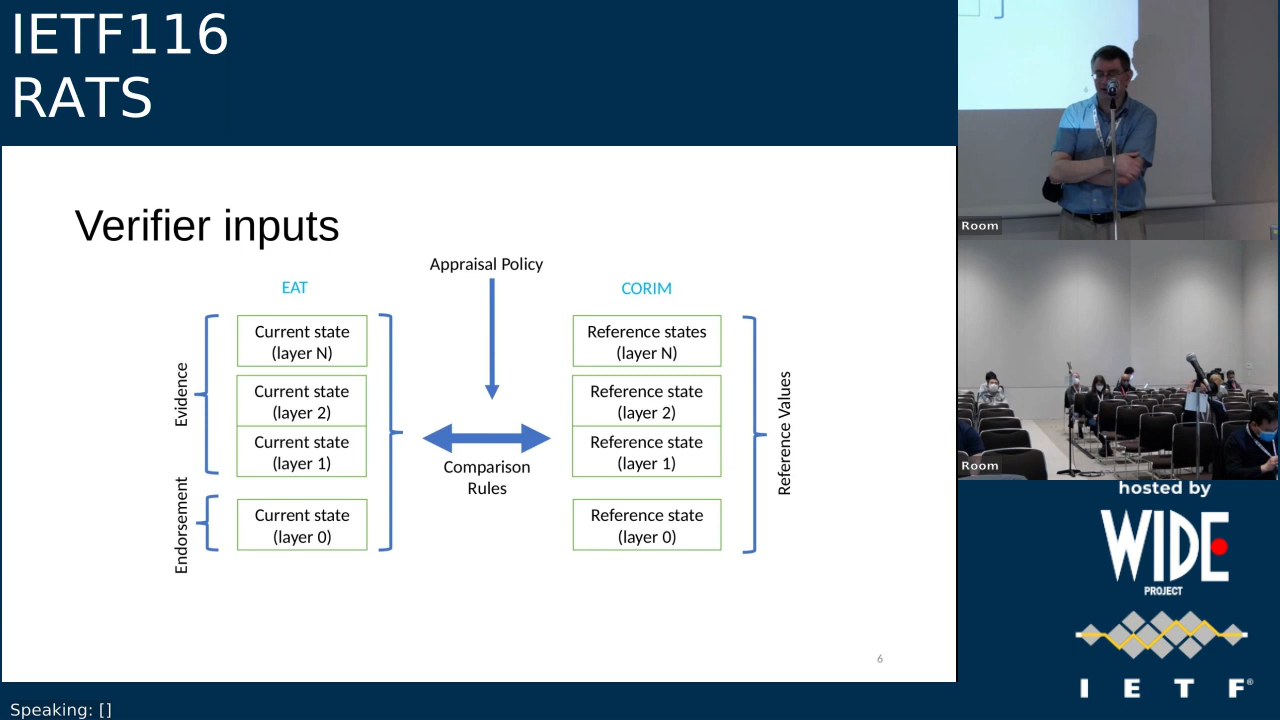 IETF116
RATS
Verifier inputs
Appraisal Policy
EAT
CORIM
Evidence
Endorsement
Current state
(layer N)
Current state
(layer 2)
Current state
(layer 1)
Current state
(layer 0)
Comparison
Rules
Reference states
(layer N)
Reference state
(layer 2)
Reference state
(layer 1)
Reference state
(layer 0)
Reference Values
6
Room
Room
hosted by
WIDE
PROJECT
I E T F®
Speaking: []